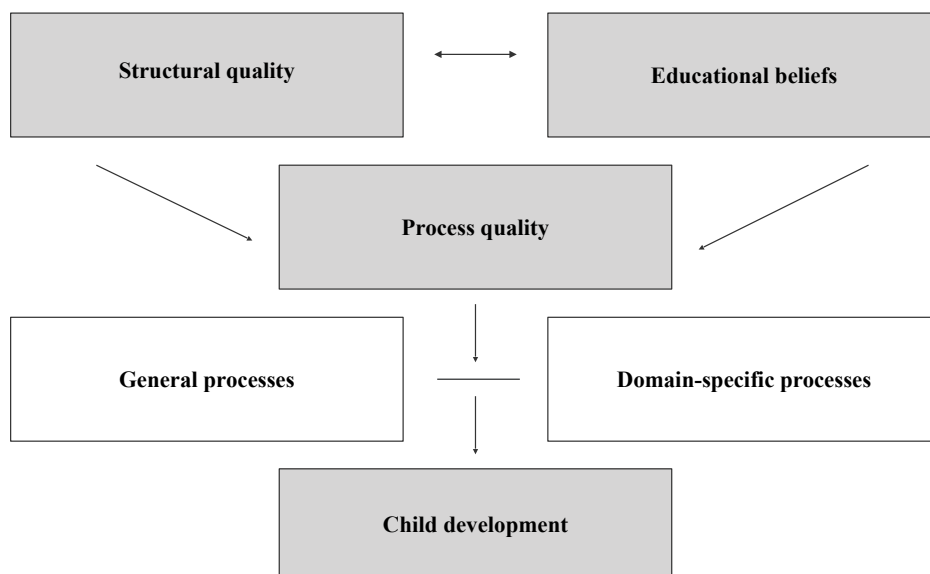 Structural quality
Educational beliefs
Process quality
General processes
Domain-specific processes
Child development